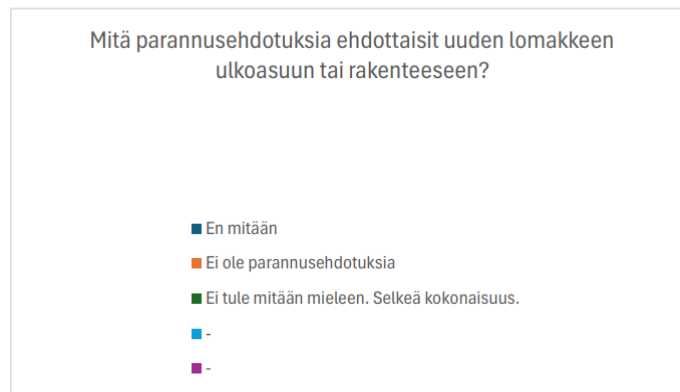 Mitä parannusehdotuksia ehdottaisit uuden lomakkeen
ulkoasuun tai rakenteeseen?
En mitään
Ei ole parannusehdotuksia
Ei tule mitään mieleen. Selkeä kokonaisuus.
-
-